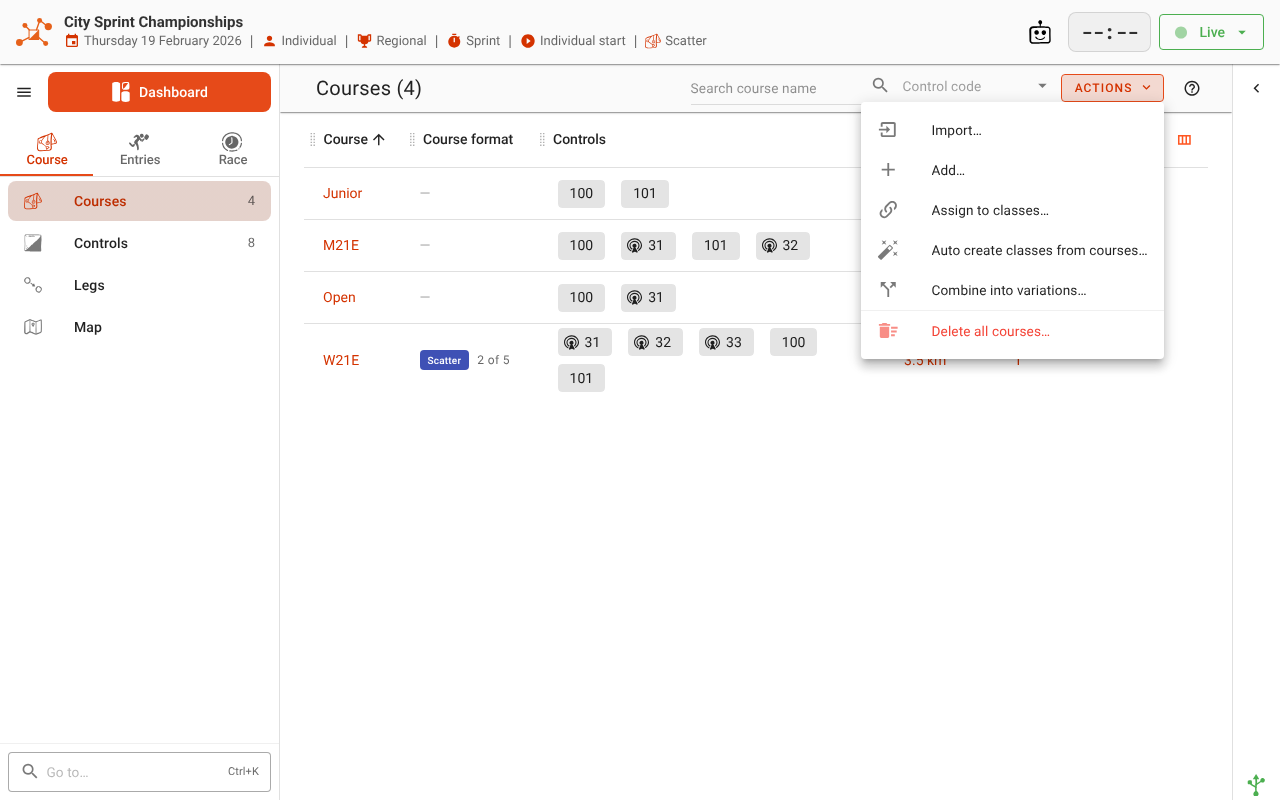 City Sprint Championships
Thursday 19 February 2026 | Individual | Regional | Sprint | Individual start | Scatter
--:--
Live
Dashboard
Course
Entries
Race
Courses 4
Controls 8
Legs
Map
Go to… Ctrl+K
Courses (4)
Search course name
Control code
ACTIONS
Import…
Add…
Assign to classes…
Auto create classes from courses…
Combine into variations…
Delete all courses…
Course Course format Controls
Junior – 100 101
M21E – 100 31 101 32
Open – 100 31
W21E Scatter 2 of 5 31 32 33 100
101
3.5 km 1